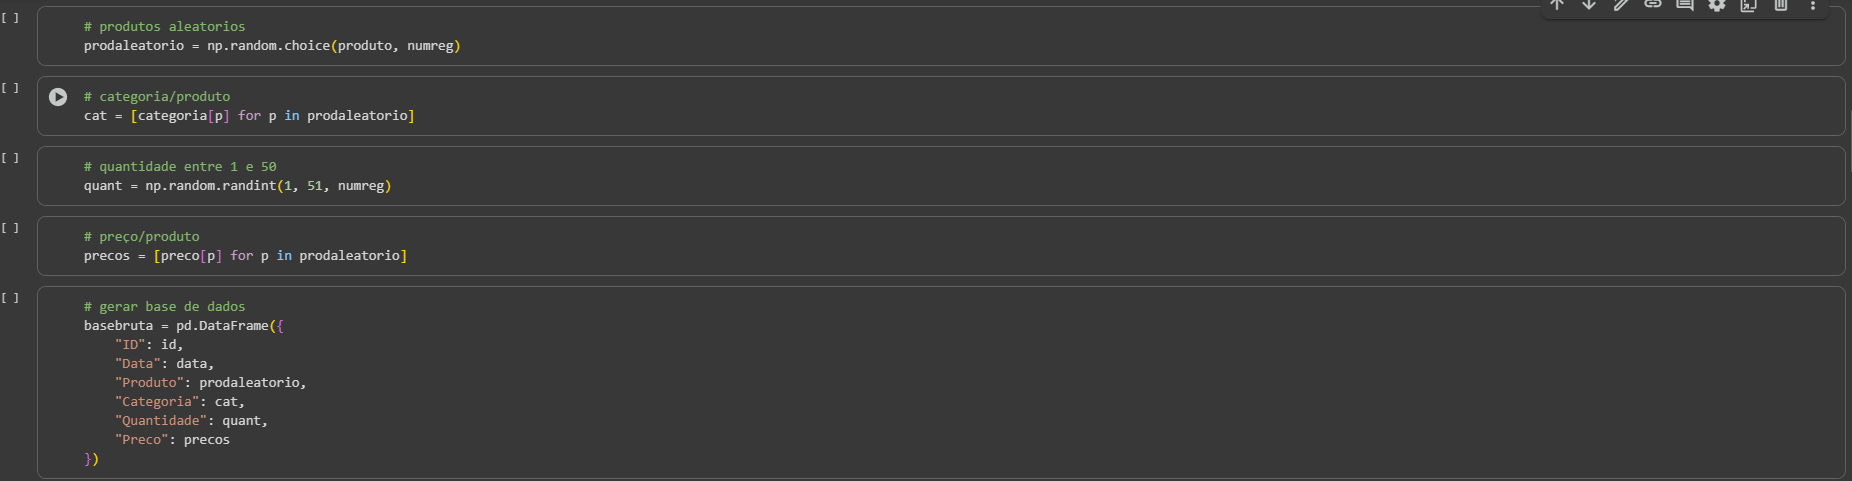 [ ]
# produtos aleatorios
prodaleatorio = np.random.choice(produto, numreg)
[ ]
# categoria/produto
cat = [categoria[p] for p in prodaleatorio]
[ ]
# quantidade entre 1 e 50
quant = np.random.randint(1, 51, numreg)
[ ]
# preço/produto
precos = [preco[p] for p in prodaleatorio]
[ ]
# gerar base de dados
basebruta = pd.DataFrame({
    "ID": id,
    "Data": data,
    "Produto": prodaleatorio,
    "Categoria": cat,
    "Quantidade": quant,
    "Preco": precos
})